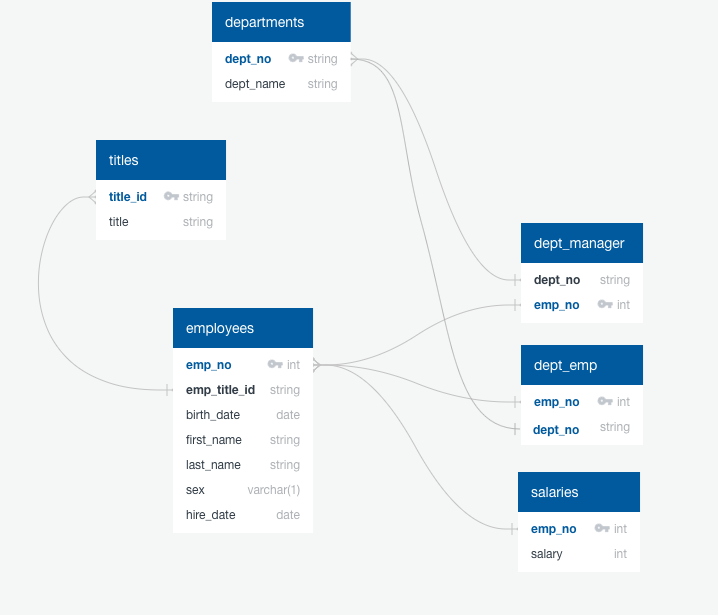 departments
dept_no string
dept_name string
titles
title_id string
title string
dept_manager
dept_no string
emp_no int
employees
emp_no int
emp_title_id string
birth_date date
first_name string
last_name string
sex varchar(1)
hire_date date
dept_emp
emp_no int
dept_no string
salaries
emp_no int
salary int